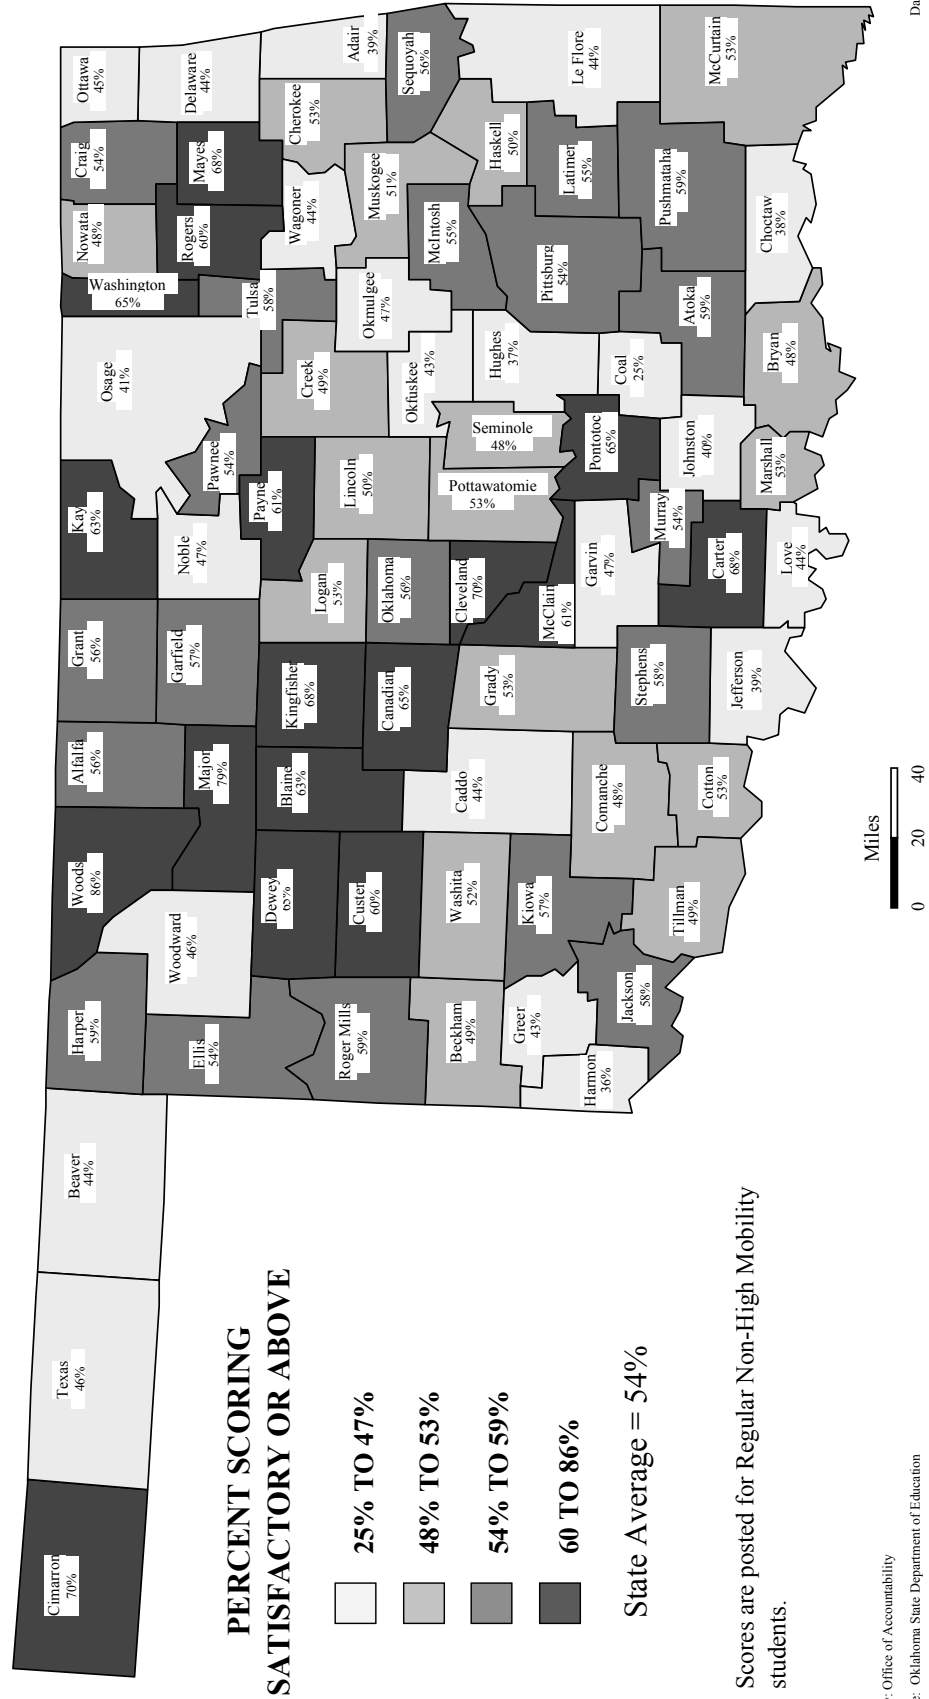 Cimarron
70%
Texas
46%
Beaver
44%
Harper
59%
Woods
86%
Alfalfa
56%
Grant
56%
Kay
63%
Osage
41%
Washington
65%
Nowata
48%
Craig
54%
Ottawa
45%
Ellis
54%
Woodward
46%
Major
79%
Garfield
57%
Noble
47%
Pawnee
54%
Rogers
60%
Mayes
68%
Delaware
44%
Roger Mills
59%
Dewey
Custer
60%
Blaine
63%
Kingfisher
68%
Logan
53%
Payne
61%
Lincoln
50%
Creek
49%
Tulsa
58%
Wagoner
44%
Cherokee
53%
Adair
39%
Beckham
49%
Washita
52%
Caddo
44%
Canadian
65%
Oklahoma
56%
Cleveland
70%
Pottawatomie
53%
Seminole
48%
Okfuskee
43%
Okmulgee
47%
Muskogee
51%
McIntosh
55%
Sequoyah
56%
Haskell
50%
Harmon
36%
Greer
43%
Kiowa
57%
Grady
53%
McClain
61%
Garvin
47%
Pontotoc
65%
Hughes
37%
Pittsburg
54%
Latimer
55%
Le Flore
44%
Jackson
58%
Tillman
49%
Comanche
48%
Cotton
53%
Stephens
58%
Jefferson
39%
Murray
54%
Carter
68%
Love
44%
Johnston
40%
Marshall
53%
Coal
25%
Atoka
59%
Bryan
48%
Pushmataha
59%
Choctaw
38%
McCurtain
53%
PERCENT SCORING
SATISFACTORY OR ABOVE
25% TO 47%
48% TO 53%
54% TO 59%
60 TO 86%
State Average = 54%
Scores are posted for Regular Non-High Mobility
students.
Miles
0 20 40
: Office of Accountability
e: Oklahoma State Department of Education
Da